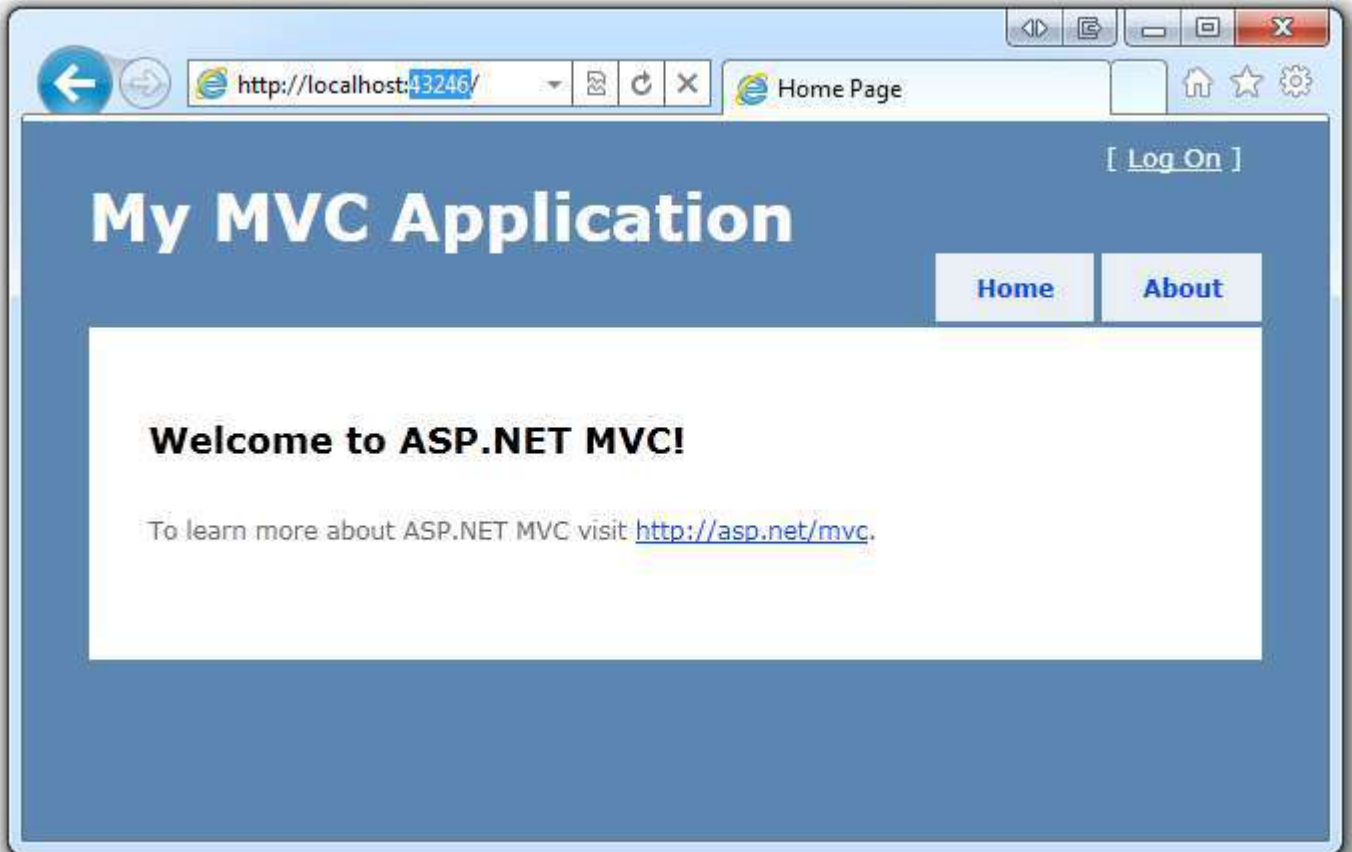 http://localhost:43246/
Home Page
[ Log On ]
My MVC Application
Home
About
Welcome to ASP.NET MVC!
To learn more about ASP.NET MVC visit http://asp.net/mvc.